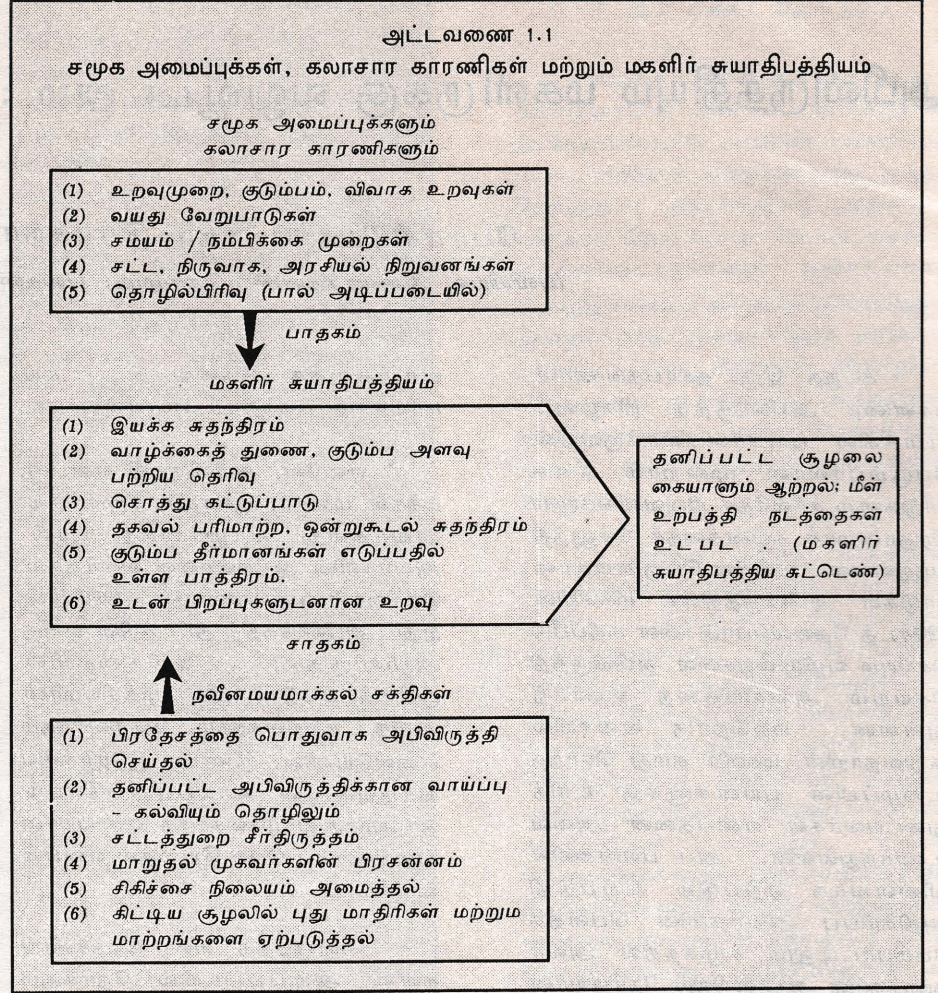 அட்டவணை 1.1
சமூக அமைப்புக்கள், கலாசார காரணிகள் மற்றும் மகளிர் சுயாதிபத்தியம்
சமூக அமைப்புக்களும்
கலாசார காரணிகளும்
(1) உறவுமுறை, குடும்பம், விவாக உறவுகள்
(2) வயது வேறுபாடுகள்
(3) சமயம் / நம்பிக்கை முறைகள்
(4) சட்ட, நிருவாக, அரசியல் நிறுவனங்கள்
(5) தொழில்பிரிவு (பால் அடிப்படையில்)
பாதகம்
மகளிர் சுயாதிபத்தியம்
(1) இயக்க சுதந்திரம்
(2) வாழ்க்கைத் துணை, குடும்ப அளவு
பற்றிய தெரிவு
(3) சொத்து கட்டுப்பாடு
(4) தகவல் பரிமாற்ற, ஒன்றுகூடல் சுதந்திரம்
(5) குடும்ப தீர்மானங்கள் எடுப்பதில்
உள்ள பாத்திரம்.
(6) உடன் பிறப்புகளுடனான உறவு
தனிப்பட்ட சூழலை
கையாளும் ஆற்றல்; மீள்
உற்பத்தி நடத்தைகள்
உட்பட . (மகளிர்
சுயாதிபத்திய சுட்டெண்)
சாதகம்
நவீனமயமாக்கல் சக்திகள்
(1) பிரதேசத்தை பொதுவாக அபிவிருத்தி
செய்தல்
(2) தனிப்பட்ட அபிவிருத்திக்கான வாய்ப்பு
– கல்வியும் தொழிலும்
(3) சட்டத்துறை சீர்திருத்தம்
(4) மாறுதல் முகவர்களின் பிரசன்னம்
(5) சிகிச்சை நிலையம் அமைத்தல்
(6) கிட்டிய சூழலில் புது மாதிரிகள் மற்றும
மாற்றங்களை ஏற்படுத்தல்